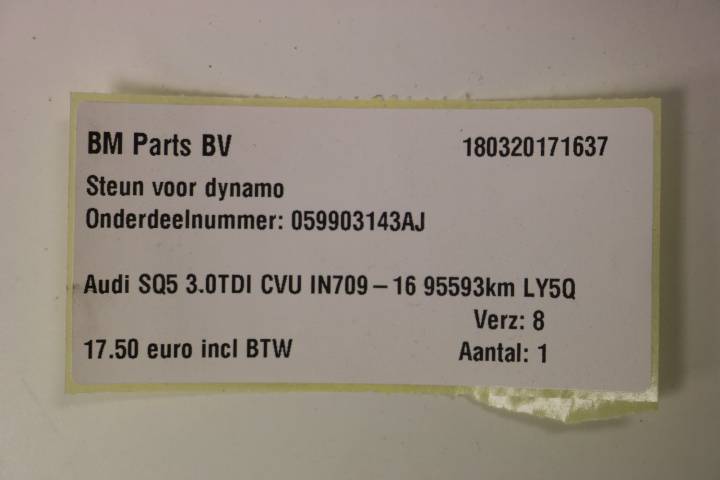 BM Parts BV 180320171637
Steun voor dynamo
Onderdeelnummer: 059903143AJ
Audi SQ5 3.0TDI CVU IN709-16 95593km LY5Q
Verz: 8
17.50 euro incl BTW Aantal: 1